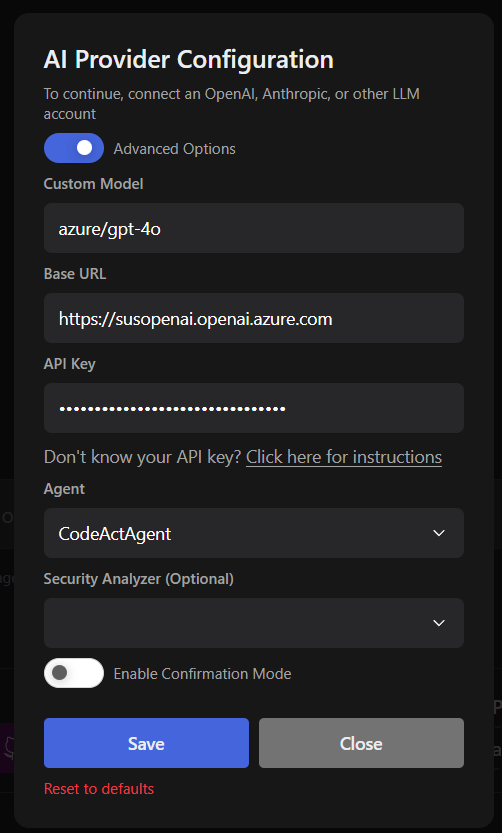 AI Provider Configuration
To continue, connect an OpenAI, Anthropic, or other LLM
account
Advanced Options
Custom Model
azure/gpt-4o
Base URL
https://susopenai.openai.azure.com
API Key
••••••••••••••••••••••••••••••••
Don't know your API key? Click here for instructions
Agent
CodeActAgent
Security Analyzer (Optional)
Enable Confirmation Mode
Save Close
Reset to defaults